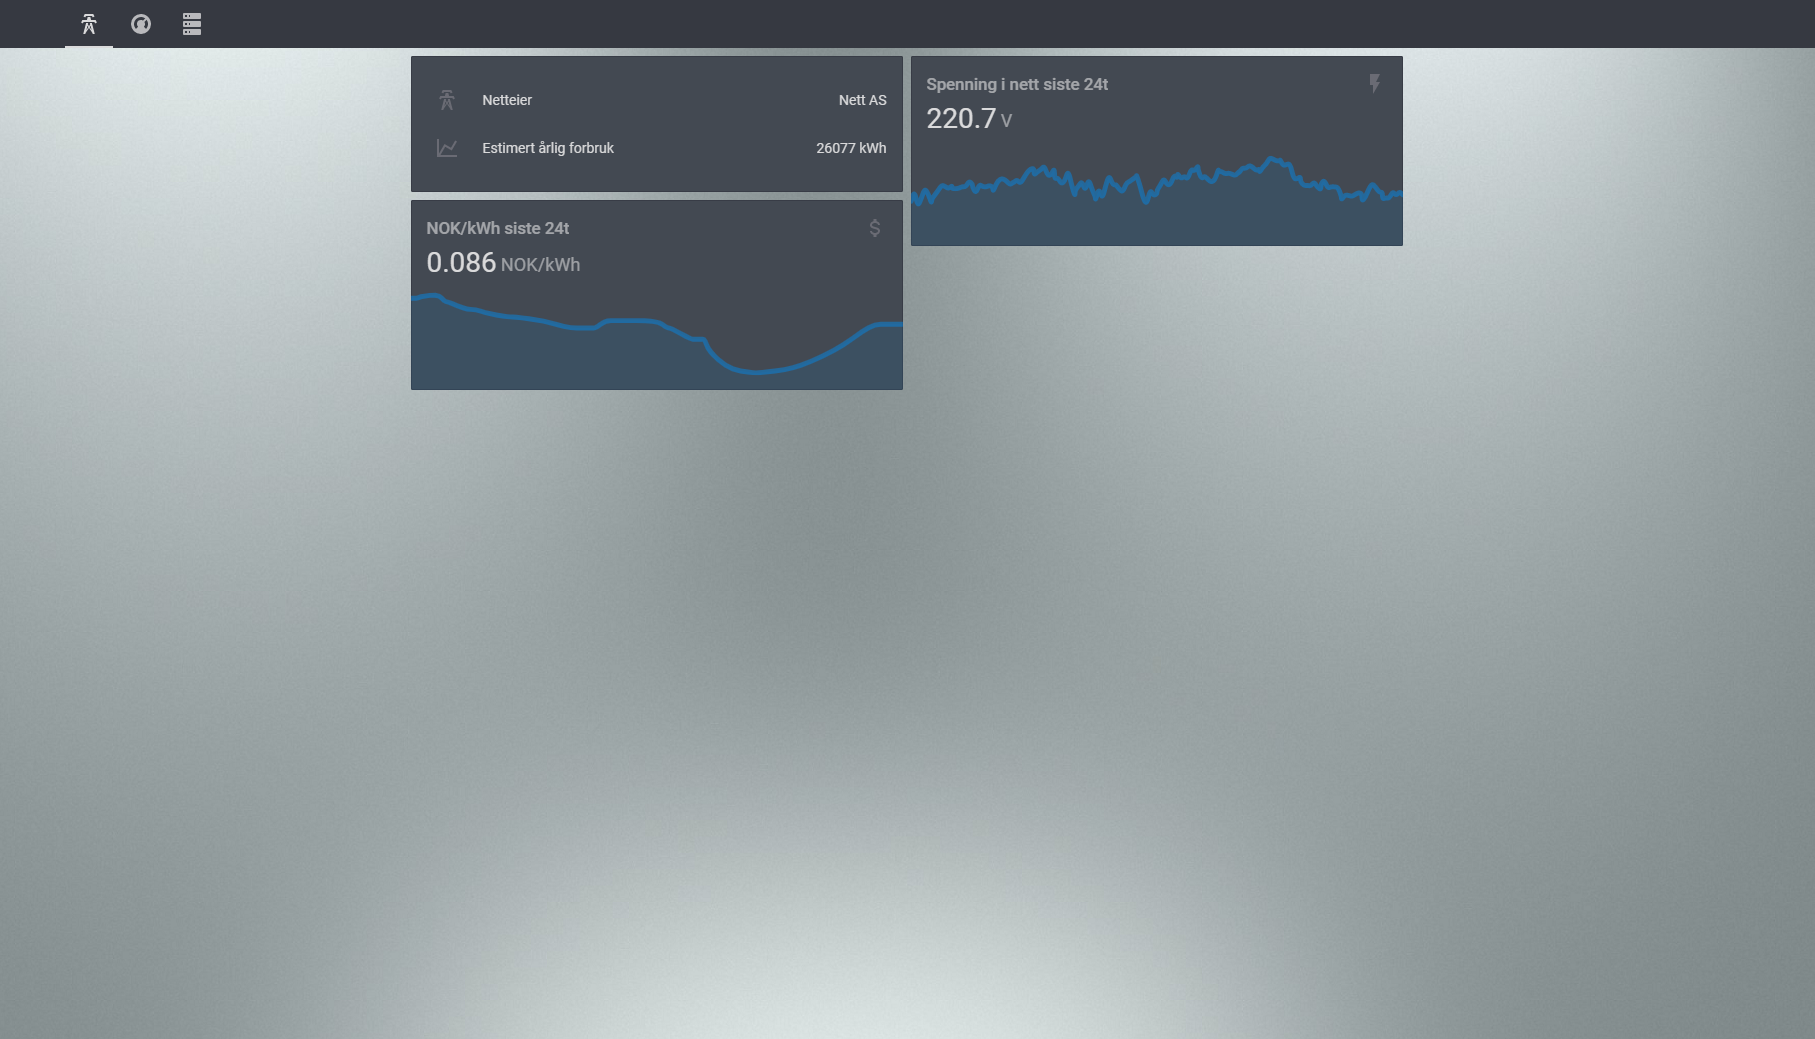 Netteier Nett AS
Estimert årlig forbruk 26077 kWh
NOK/kWh siste 24t
0.086 NOK/kWh
Spenning i nett siste 24t
220.7 V